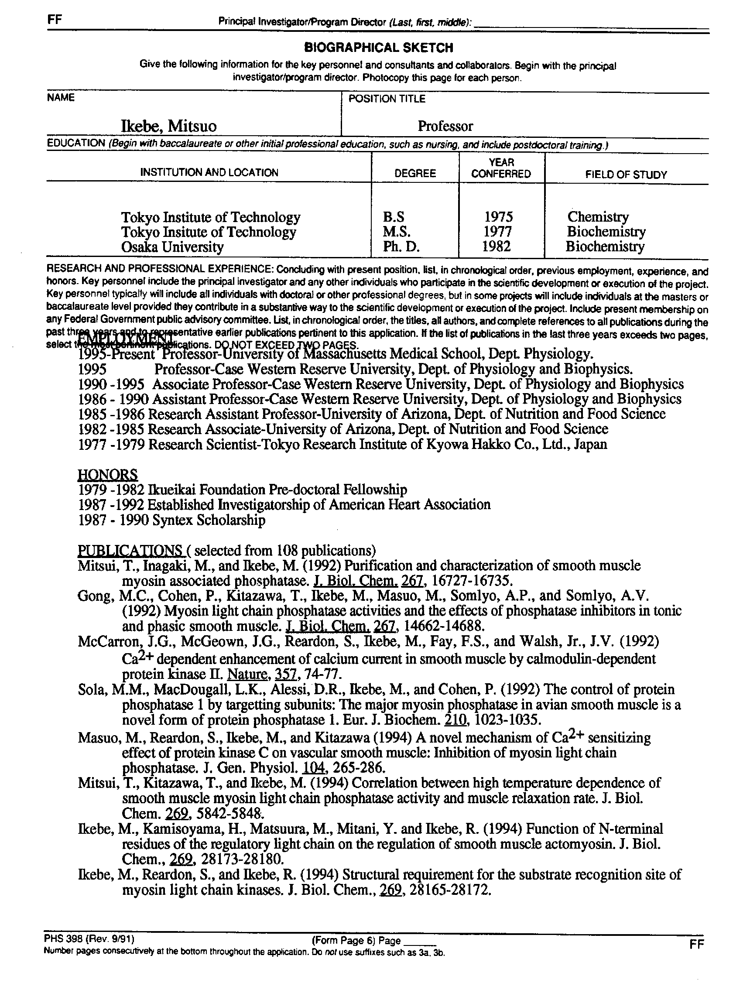 FF Principal Investigator/Program Director (Last, first, middle):
BIOGRAPHICAL SKETCH
Give the following information for the key personnel and consultants and collaborators. Begin with the principal
investigator/program director. Photocopy this page for each person.
NAME POSITION TITLE
Ikebe, Mitsuo Professor
EDUCATION (Begin with baccalaureate or other initial professional education, such as nursing, and include postdoctoral training.)
INSTITUTION AND LOCATION DEGREE YEAR CONFERRED FIELD OF STUDY
Tokyo Institute of Technology B.S 1975 Chemistry
Tokyo Insitute of Technology M.S. 1977 Biochemistry
Osaka University Ph. D. 1982 Biochemistry
RESEARCH AND PROFESSIONAL EXPERIENCE: Concluding with present position, list, in chronological order, previous employment, experience, and
honors. Key personnel include the principal investigator and any other individuals who participate in the scientific development or execution of the project.
Key personnel typically will include all individuals with doctoral or other professional degrees, but in some projects will include individuals at the masters or
baccalaureate level provided they contribute in a substantive way to the scientific development or execution of the project. Include present membership on
any Federal Government public advisory committee. List, in chronological order, the titles, all authors, and complete references to all publications during the
past three years and to representative earlier publications pertinent to this application. If the list of publications in the last three years exceeds two pages,
select the most pertinent publications. DO NOT EXCEED TWO PAGES.
EMPLOYMENT
1995-Present Professor-University of Massachusetts Medical School, Dept. Physiology.
1995 Professor-Case Western Reserve University, Dept. of Physiology and Biophysics.
1990 -1995 Associate Professor-Case Western Reserve University, Dept. of Physiology and Biophysics
1986 - 1990 Assistant Professor-Case Western Reserve University, Dept. of Physiology and Biophysics
1985 -1986 Research Assistant Professor-University of Arizona, Dept. of Nutrition and Food Science
1982 -1985 Research Associate-University of Arizona, Dept. of Nutrition and Food Science
1977 -1979 Research Scientist-Tokyo Research Institute of Kyowa Hakko Co., Ltd., Japan
HONORS
1979 -1982 Ikueikai Foundation Pre-doctoral Fellowship
1987 -1992 Established Investigatorship of American Heart Association
1987 - 1990 Syntex Scholarship
PUBLICATIONS ( selected from 108 publications)
Mitsui, T., Inagaki, M., and Ikebe, M. (1992) Purification and characterization of smooth muscle
myosin associated phosphatase. J. Biol. Chem. 267, 16727-16735.
Gong, M.C., Cohen, P., Kitazawa, T., Ikebe, M., Masuo, M., Somlyo, A.P., and Somlyo, A.V.
(1992) Myosin light chain phosphatase activities and the effects of phosphatase inhibitors in tonic
and phasic smooth muscle. J. Biol. Chem. 267, 14662-14688.
McCarron, J.G., McGeown, J.G., Reardon, S., Ikebe, M., Fay, F.S., and Walsh, Jr., J.V. (1992)
Ca2+ dependent enhancement of calcium current in smooth muscle by calmodulin-dependent
protein kinase II. Nature, 357, 74-77.
Sola, M.M., MacDougall, L.K., Alessi, D.R., Ikebe, M., and Cohen, P. (1992) The control of protein
phosphatase 1 by targetting subunits: The major myosin phosphatase in avian smooth muscle is a
novel form of protein phosphatase 1. Eur. J. Biochem. 210, 1023-1035.
Masuo, M., Reardon, S., Ikebe, M., and Kitazawa (1994) A novel mechanism of Ca2+ sensitizing
effect of protein kinase C on vascular smooth muscle: Inhibition of myosin light chain
phosphatase. J. Gen. Physiol. 104, 265-286.
Mitsui, T., Kitazawa, T., and Ikebe, M. (1994) Correlation between high temperature dependence of
smooth muscle myosin light chain phosphatase activity and muscle relaxation rate. J. Biol.
Chem. 269, 5842-5848.
Ikebe, M., Kamisoyama, H., Matsuura, M., Mitani, Y. and Ikebe, R. (1994) Function of N-terminal
residues of the regulatory light chain on the regulation of smooth muscle actomyosin. J. Biol.
Chem., 269, 28173-28180.
Ikebe, M., Reardon, S., and Ikebe, R. (1994) Structural requirement for the substrate recognition site of
myosin light chain kinases. J. Biol. Chem., 269, 28165-28172.
PHS 398 (Rev. 9/91) (Form Page 6) Page FF
Number pages consecutively at the bottom throughout the application. Do not use suffixes such as 3a, 3b.